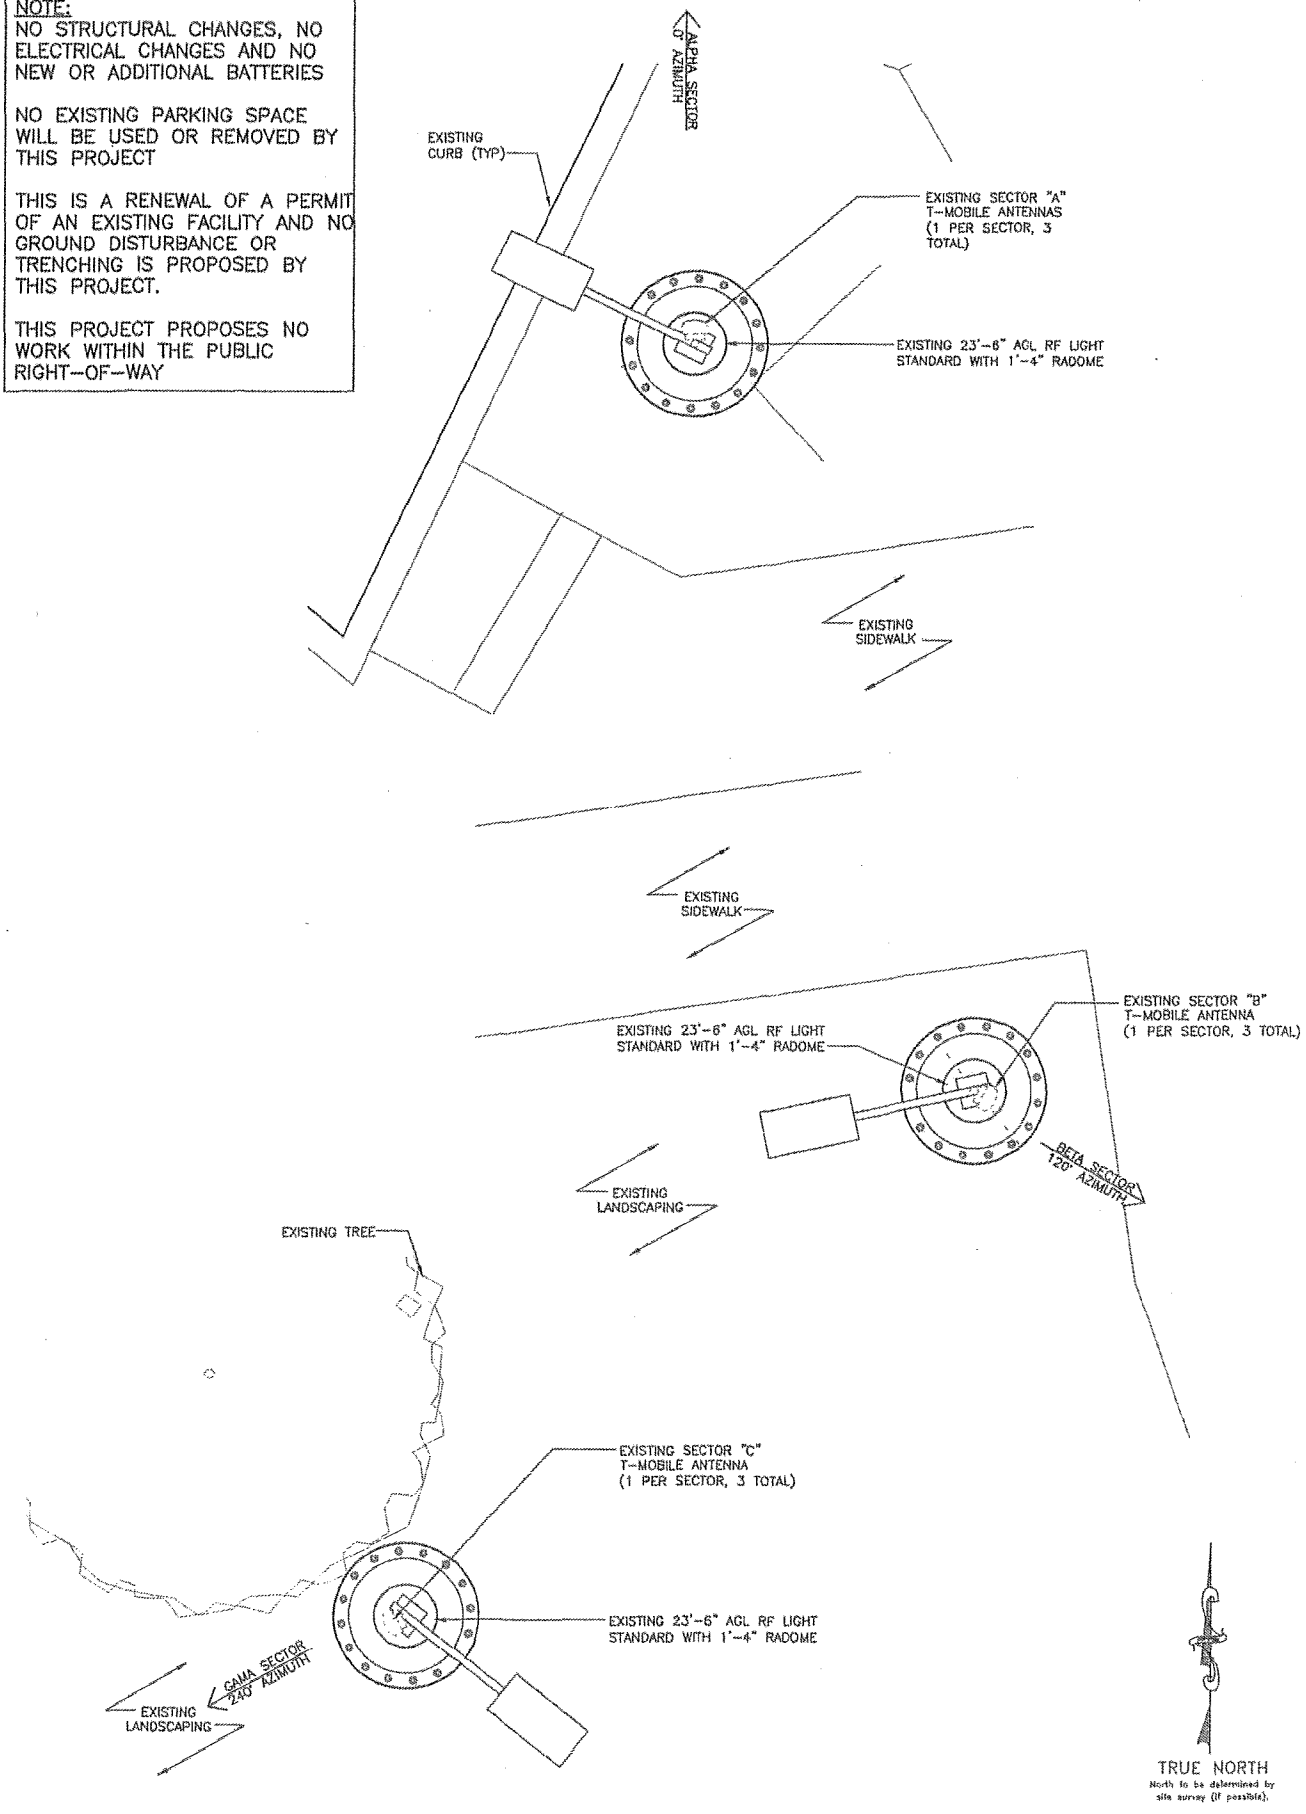 NOTE:
NO STRUCTURAL CHANGES, NO
ELECTRICAL CHANGES AND NO
NEW OR ADDITIONAL BATTERIES
NO EXISTING PARKING SPACE
WILL BE USED OR REMOVED BY
THIS PROJECT
THIS IS A RENEWAL OF A PERMIT
OF AN EXISTING FACILITY AND NO
GROUND DISTURBANCE OR
TRENCHING IS PROPOSED BY
THIS PROJECT.
THIS PROJECT PROPOSES NO
WORK WITHIN THE PUBLIC
RIGHT-OF-WAY
ALPHA SECTOR
0° AZIMUTH
EXISTING
CURB (TYP)
EXISTING SECTOR "A"
T-MOBILE ANTENNAS
(1 PER SECTOR, 3
TOTAL)
EXISTING 23'-6" AGL RF LIGHT
STANDARD WITH 1'-4" RADOME
EXISTING
SIDEWALK
EXISTING
SIDEWALK
EXISTING SECTOR "B"
T-MOBILE ANTENNA
(1 PER SECTOR, 3 TOTAL)
EXISTING 23'-6" AGL RF LIGHT
STANDARD WITH 1'-4" RADOME
BETA SECTOR
120° AZIMUTH
EXISTING
LANDSCAPING
EXISTING TREE
EXISTING SECTOR "C"
T-MOBILE ANTENNA
(1 PER SECTOR, 3 TOTAL)
EXISTING 23'-6" AGL RF LIGHT
STANDARD WITH 1'-4" RADOME
GAMA SECTOR
240° AZIMUTH
EXISTING
LANDSCAPING
TRUE NORTH
North to be determined by
site survey (if possible).